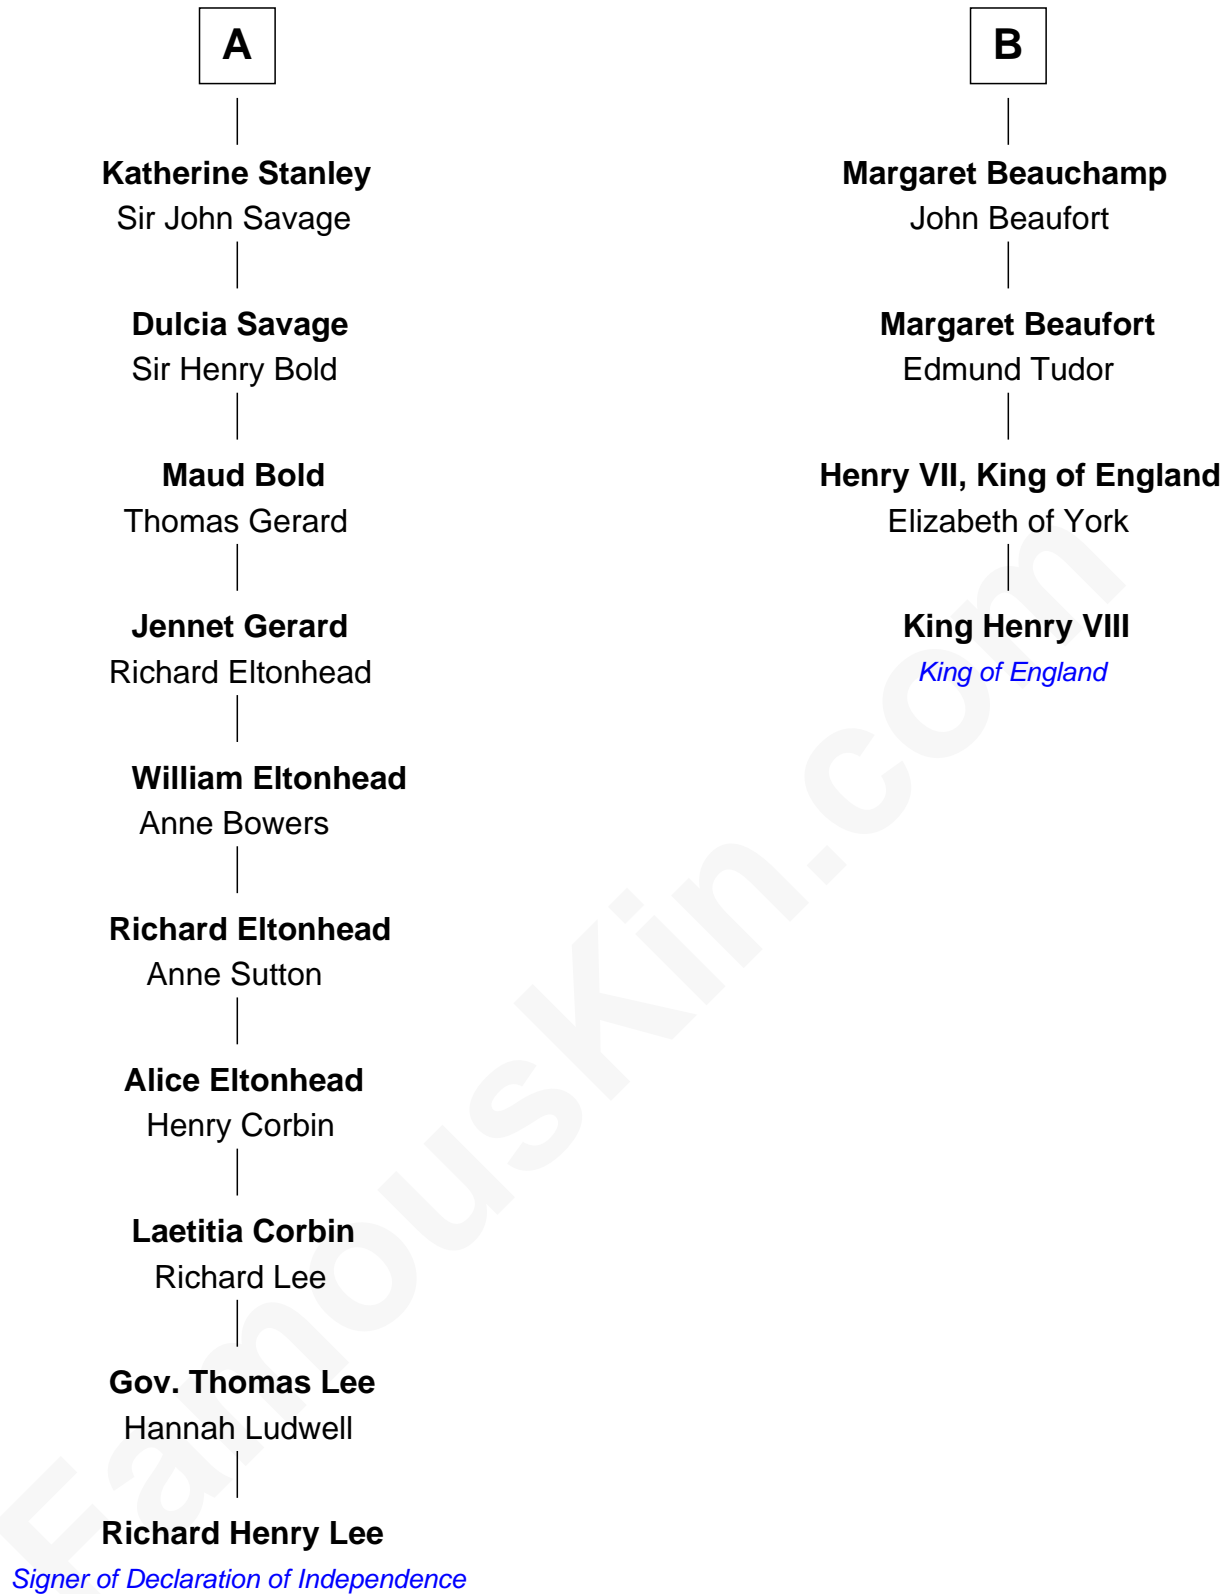 A
Katherine Stanley
Sir John Savage
Dulcia Savage
Sir Henry Bold
Maud Bold
Thomas Gerard
Jennet Gerard
Richard Eltonhead
William Eltonhead
Anne Bowers
Richard Eltonhead
Anne Sutton
Alice Eltonhead
Henry Corbin
Laetitia Corbin
Richard Lee
Gov. Thomas Lee
Hannah Ludwell
Richard Henry Lee
Signer of Declaration of Independence
B
Margaret Beauchamp
John Beaufort
Margaret Beaufort
Edmund Tudor
Henry VII, King of England
Elizabeth of York
King Henry VIII
King of England
FamousKin.com